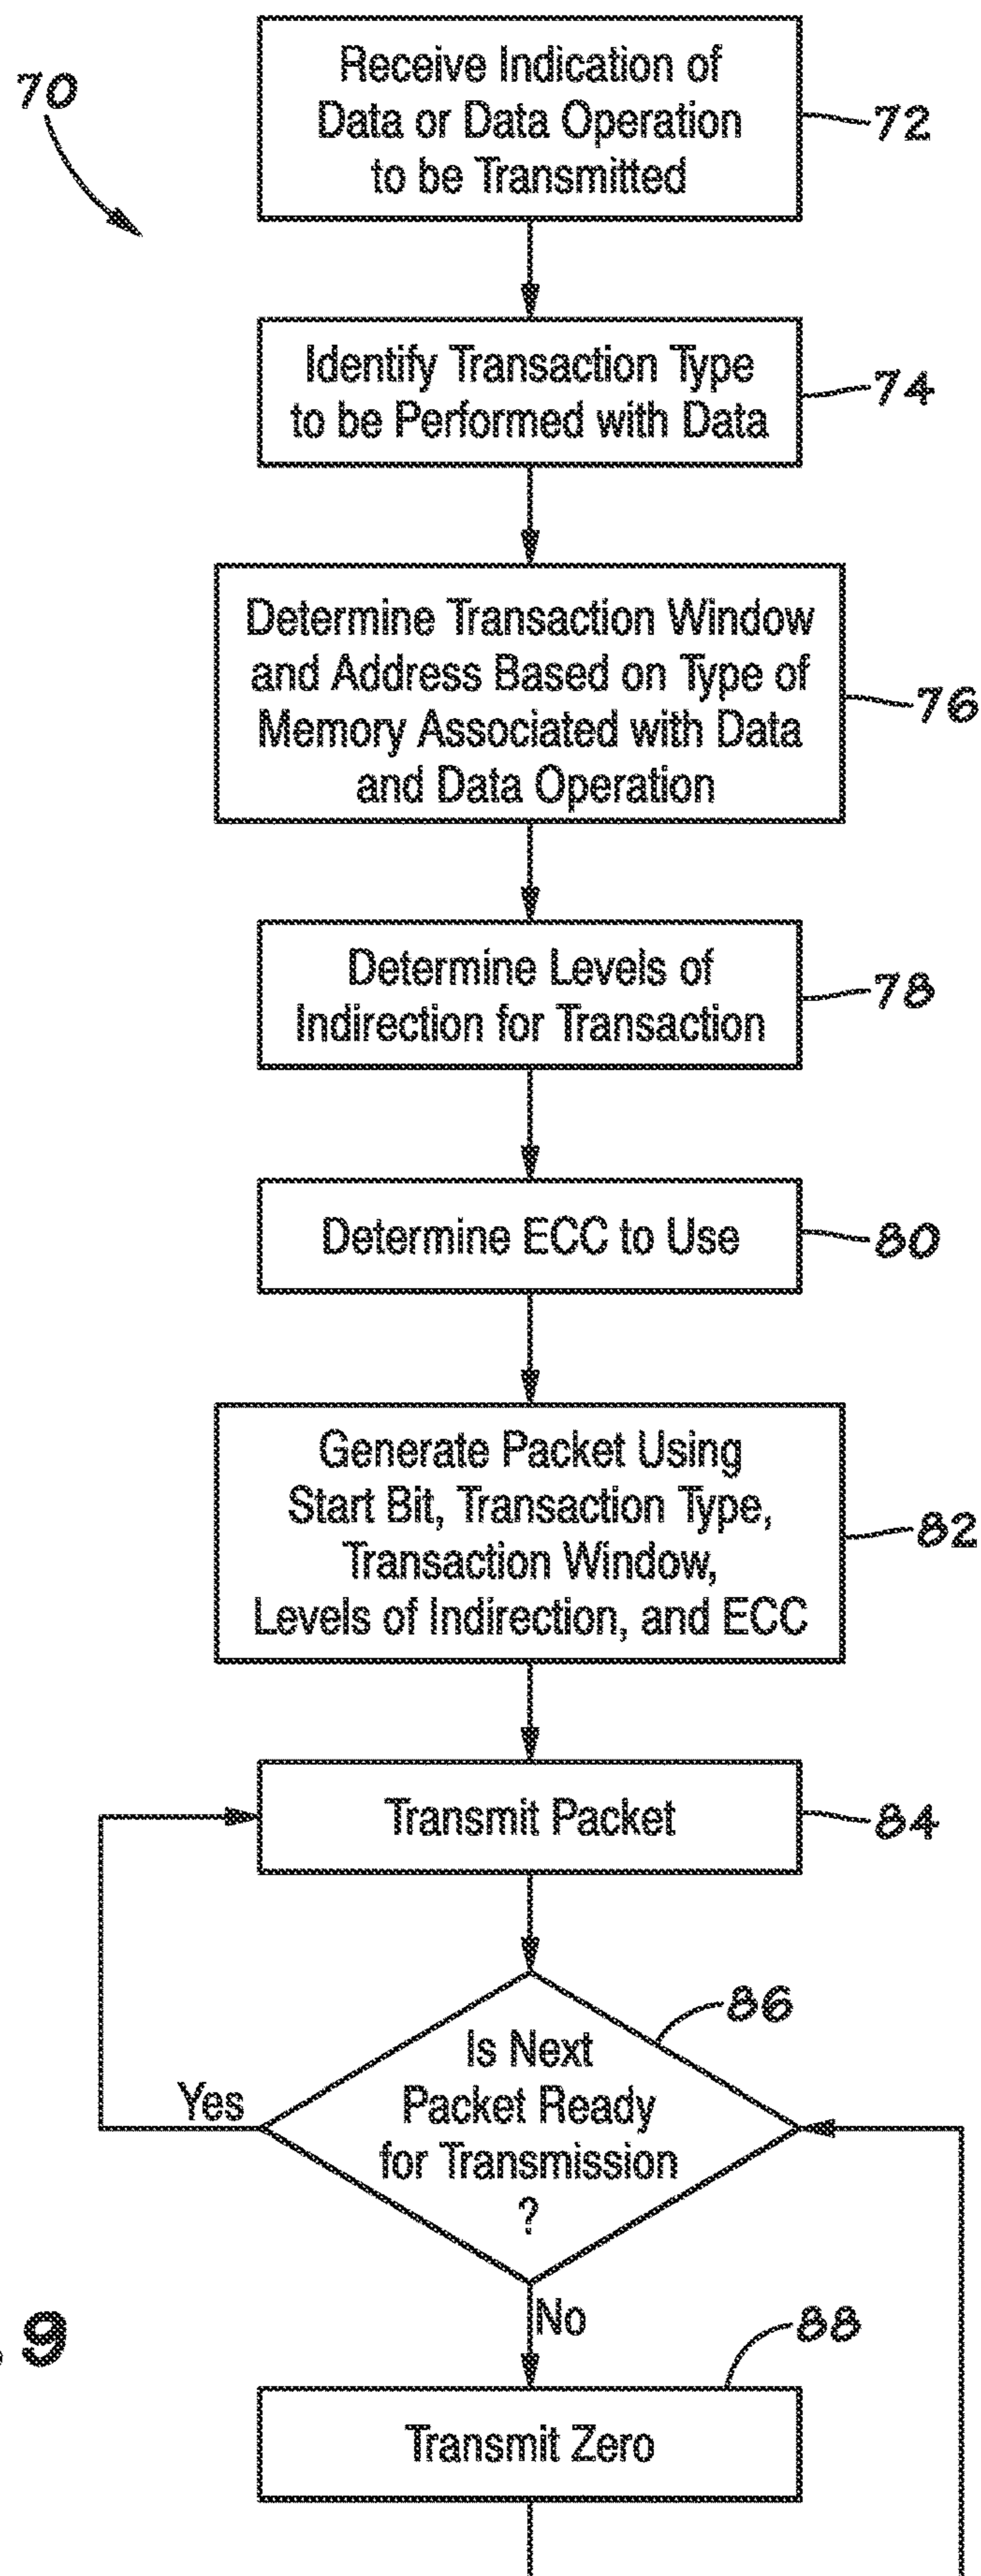 70
Receive Indication of
Data or Data Operation
to be Transmitted
72
Identify Transaction Type
to be Performed with Data
74
Determine Transaction Window
and Address Based on Type of
Memory Associated with Data
and Data Operation
76
Determine Levels of
Indirection for Transaction
78
Determine ECC to Use
80
Generate Packet Using
Start Bit, Transaction Type,
Transaction Window,
Levels of Indirection, and ECC
82
Transmit Packet
84
86
Is Next
Packet Ready
for Transmission
?
Yes
No
9
88
Transmit Zero